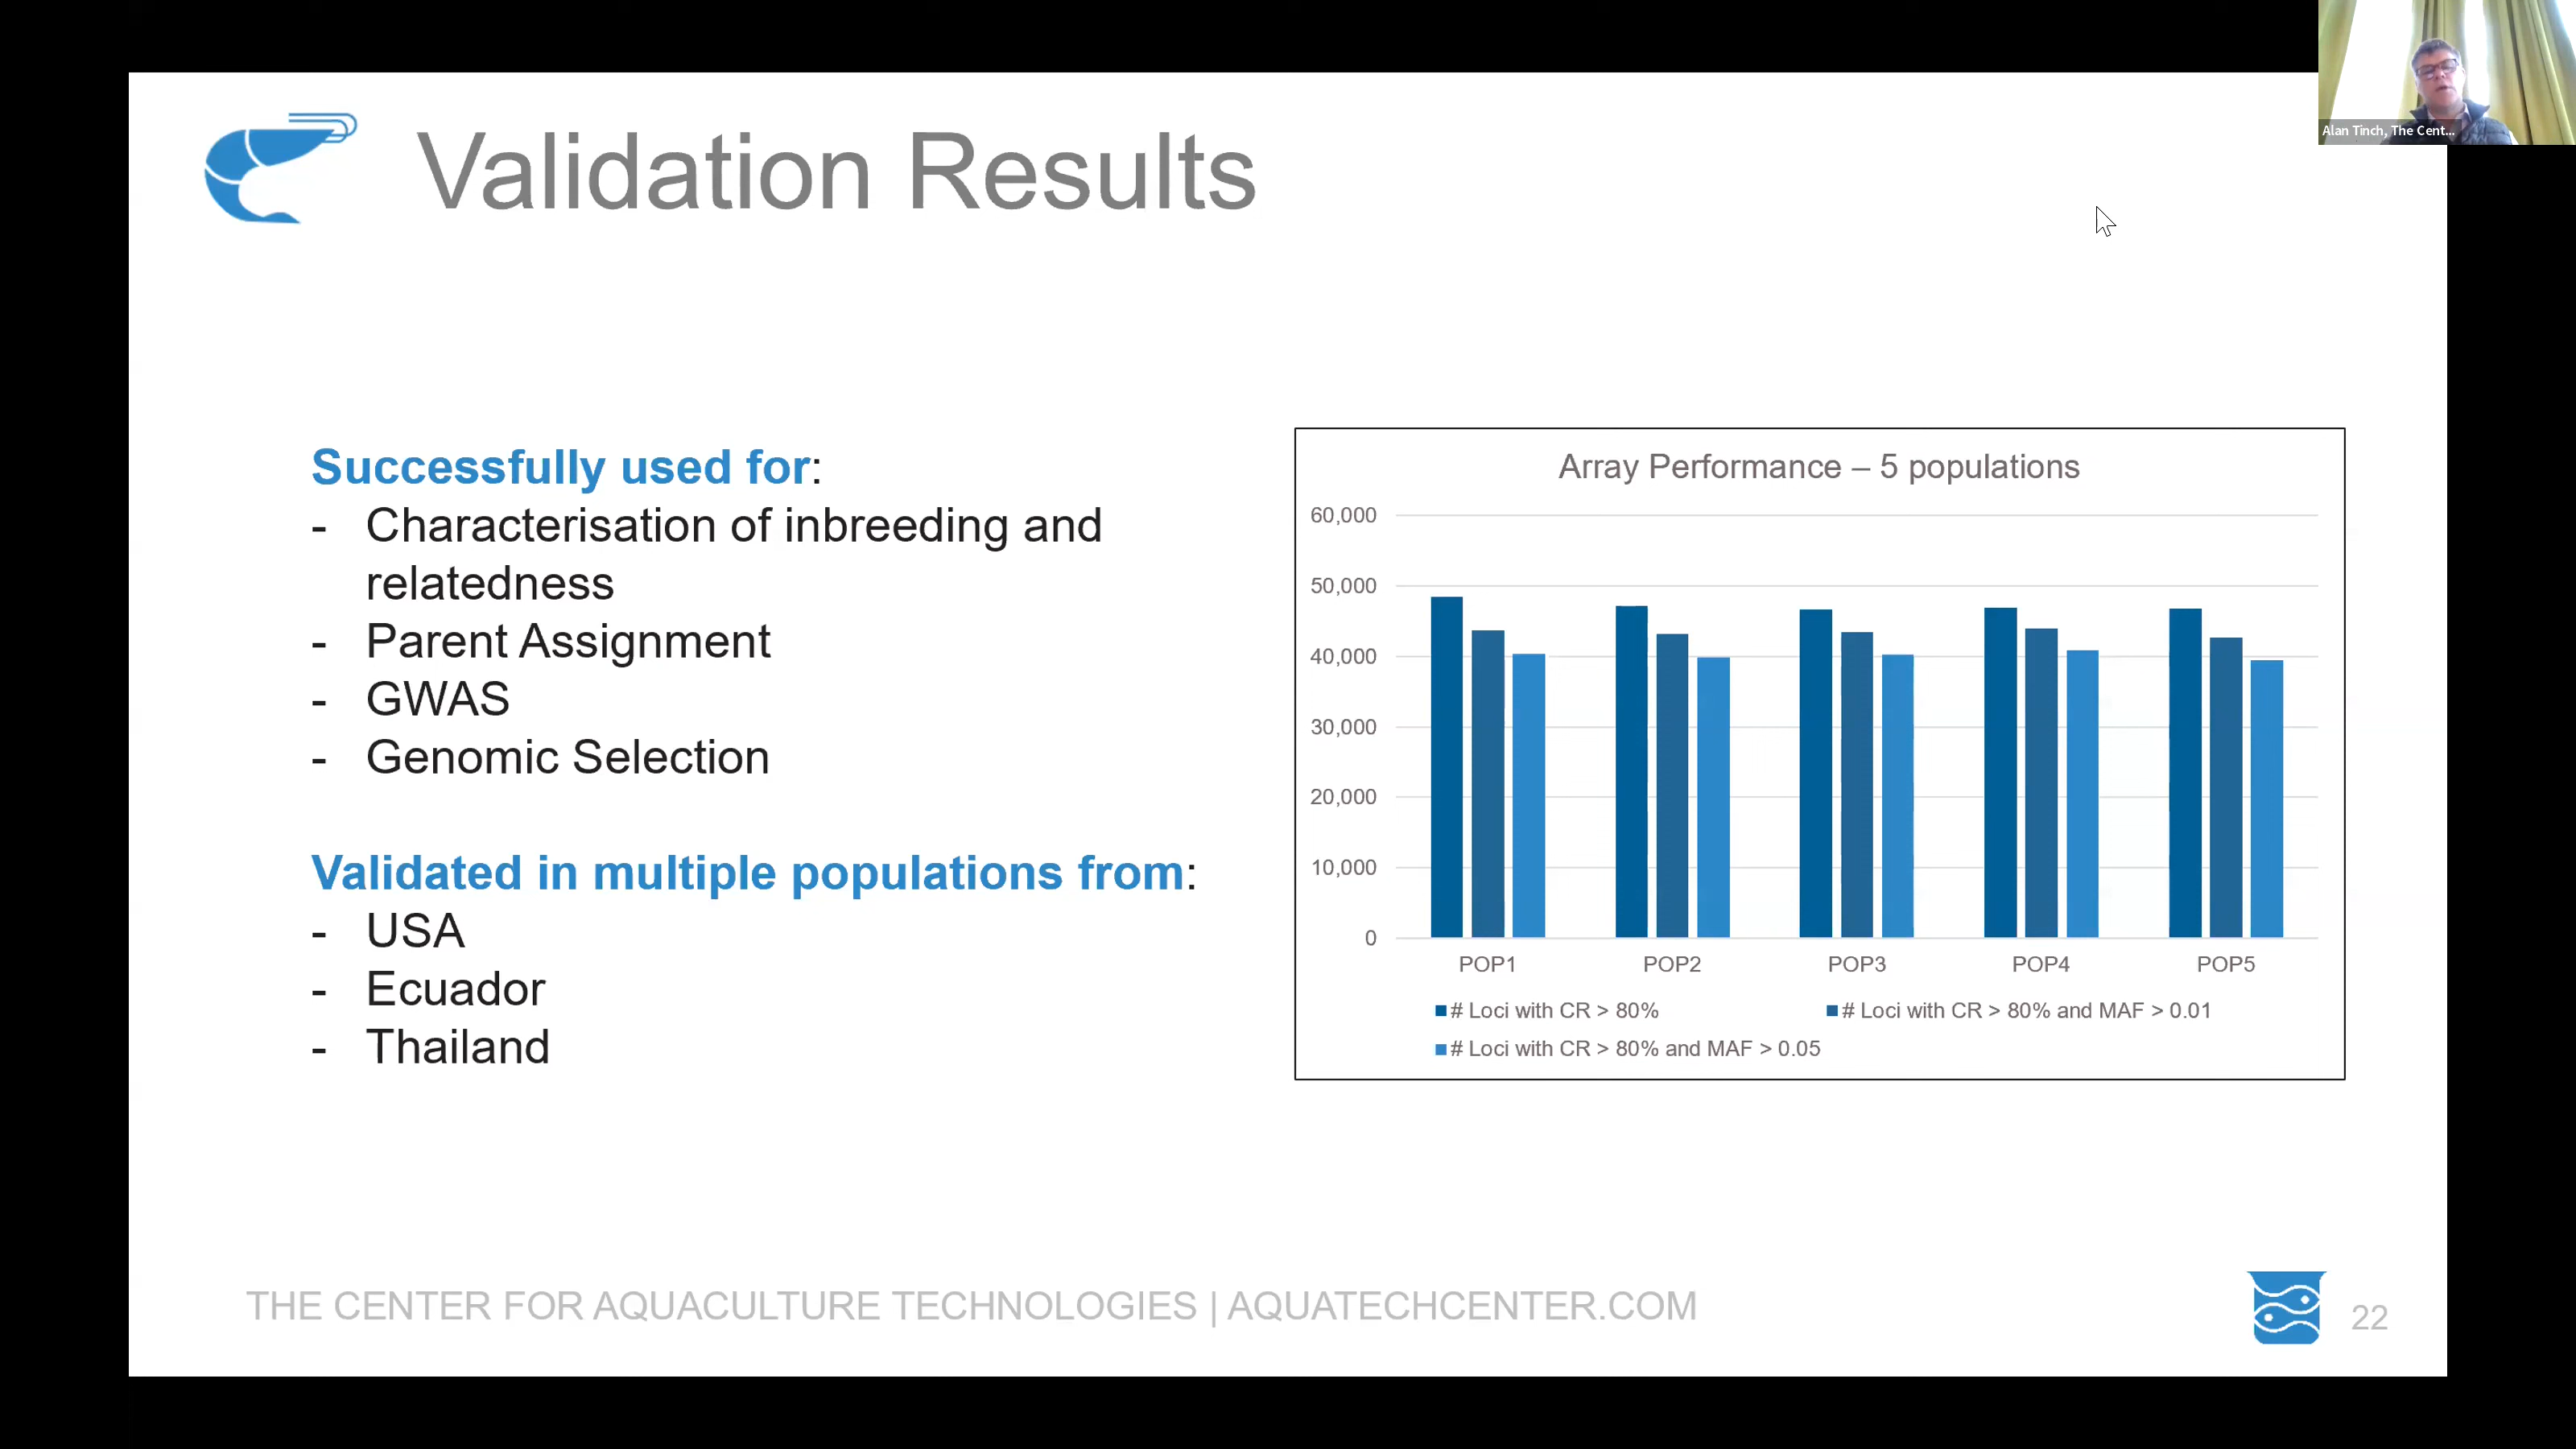 Alan Tinch, The Cent...
Validation Results
Successfully used for:
- Characterisation of inbreeding and
relatedness
- Parent Assignment
- GWAS
- Genomic Selection
Validated in multiple populations from:
- USA
- Ecuador
- Thailand
Array Performance – 5 populations
60,000
50,000
40,000
30,000
20,000
10,000
0
POP1 POP2 POP3 POP4 POP5
# Loci with CR > 80% # Loci with CR > 80% and MAF > 0.01
# Loci with CR > 80% and MAF > 0.05
THE CENTER FOR AQUACULTURE TECHNOLOGIES | AQUATECHCENTER.COM
22